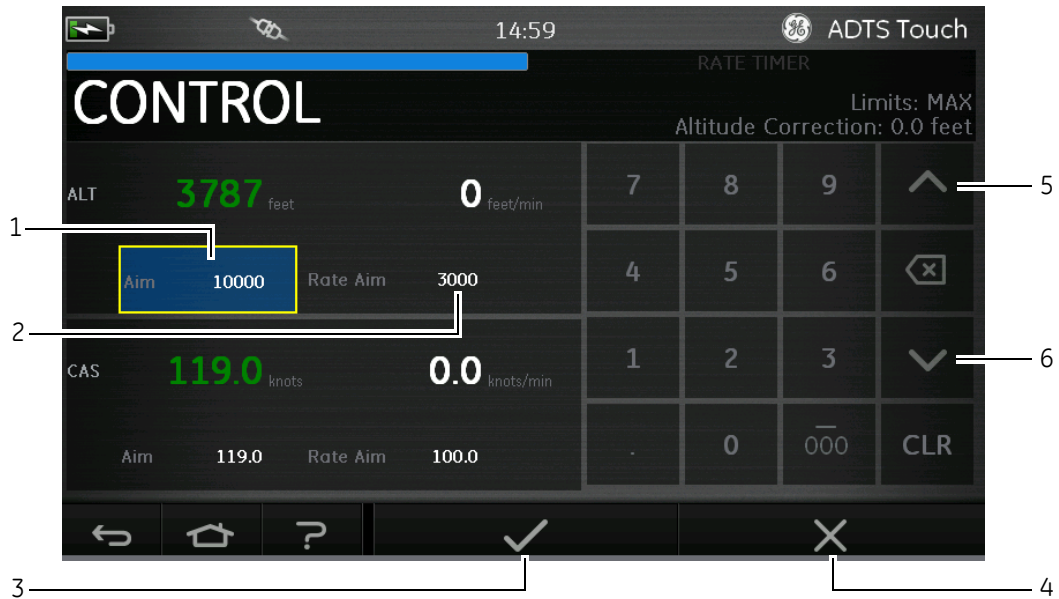 14:59
ADTS Touch
RATE TIMER
CONTROL
Limits: MAX
Altitude Correction: 0.0 feet
ALT 3787 feet 0 feet/min
Aim 10000 Rate Aim 3000
CAS 119.0 knots 0.0 knots/min
Aim 119.0 Rate Aim 100.0
7 8 9
4 5 6
1 2 3
. 0 000 CLR
?
1
2
3
4
5
6